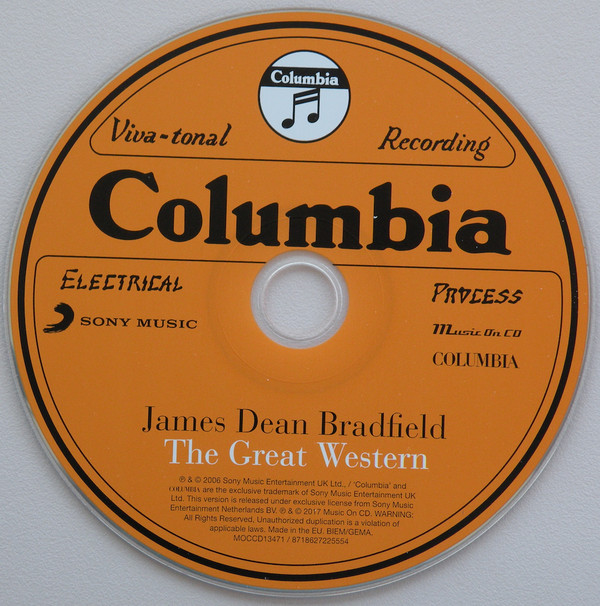 Columbia
Viva-tonal Recording
Columbia
ELECTRICAL PROCESS
SONY MUSIC Music On CD
COLUMBIA
James Dean Bradfield
The Great Western
℗ & © 2006 Sony Music Entertainment UK Ltd., / 'Columbia' and
COLUMBIA are the exclusive trademark of Sony Music Entertainment UK
Ltd. This version is released under exclusive license from Sony Music
Entertainment Netherlands BV. ℗ & © 2017 Music On CD. WARNING:
All Rights Reserved. Unauthorized duplication is a violation of
applicable laws. Made in the EU. BIEM/GEMA.
MOCCD13471 / 8718627225554